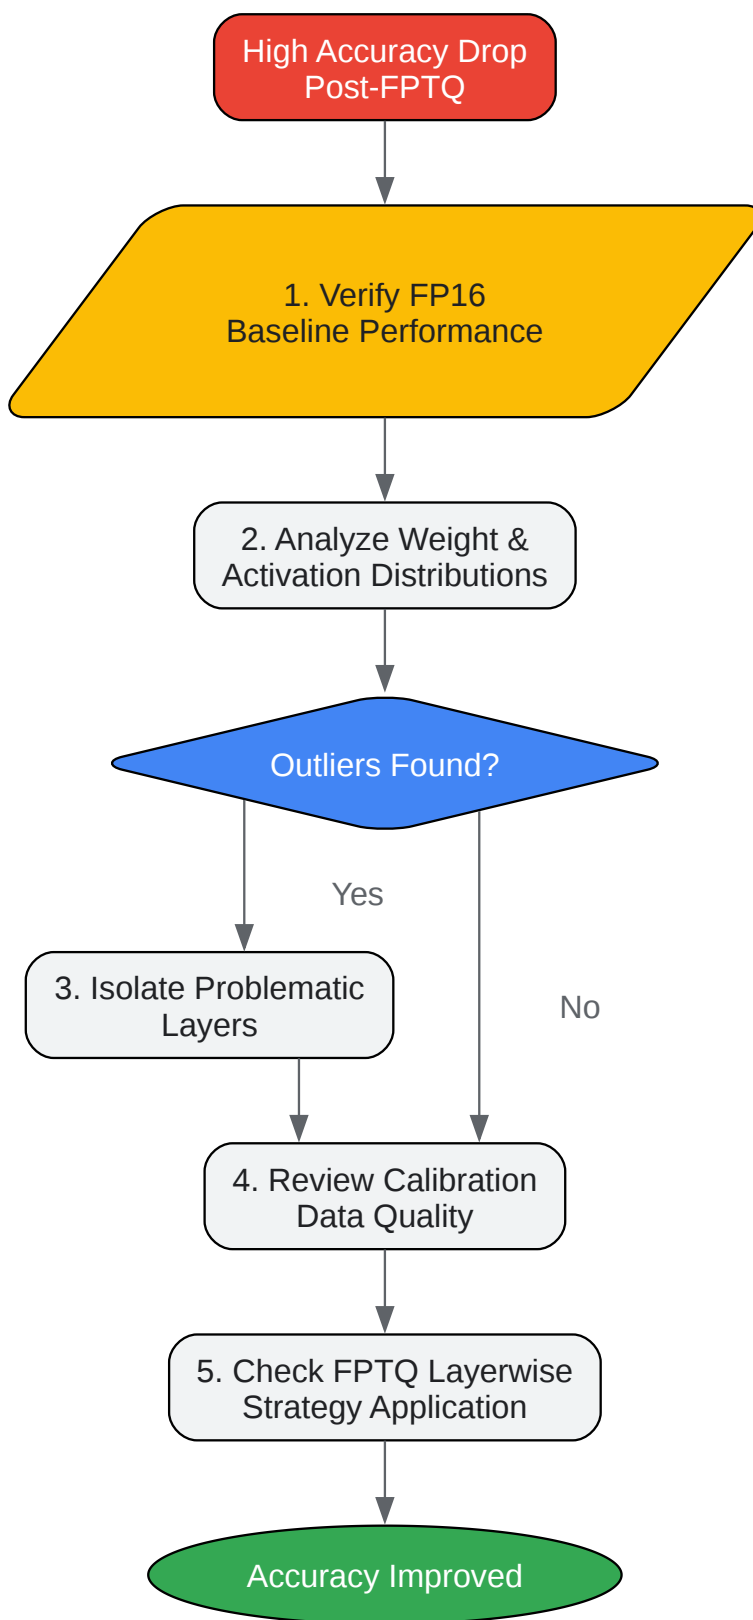 High Accuracy Drop
Post-FPTQ
1. Verify FP16
Baseline Performance
2. Analyze Weight &
Activation Distributions
Outliers Found?
Yes
3. Isolate Problematic
Layers
No
4. Review Calibration
Data Quality
5. Check FPTQ Layerwise
Strategy Application
Accuracy Improved